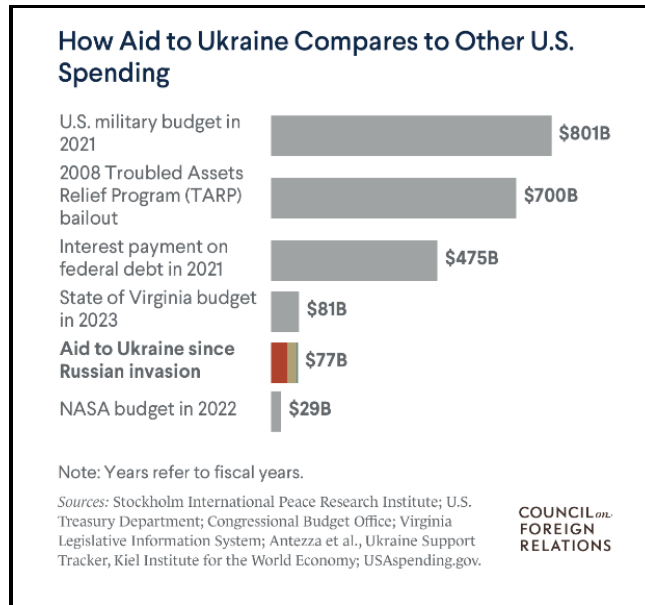 How Aid to Ukraine Compares to Other U.S.
Spending
U.S. military budget in
2021
$801B
2008 Troubled Assets
Relief Program (TARP)
bailout
$700B
Interest payment on
federal debt in 2021
$475B
State of Virginia budget
in 2023
$81B
Aid to Ukraine since
Russian invasion
$77B
NASA budget in 2022
$29B
Note: Years refer to fiscal years.
Sources: Stockholm International Peace Research Institute; U.S.
Treasury Department; Congressional Budget Office; Virginia
Legislative Information System; Antezza et al., Ukraine Support
Tracker, Kiel Institute for the World Economy; USAspending.gov.
COUNCIL on
FOREIGN
RELATIONS